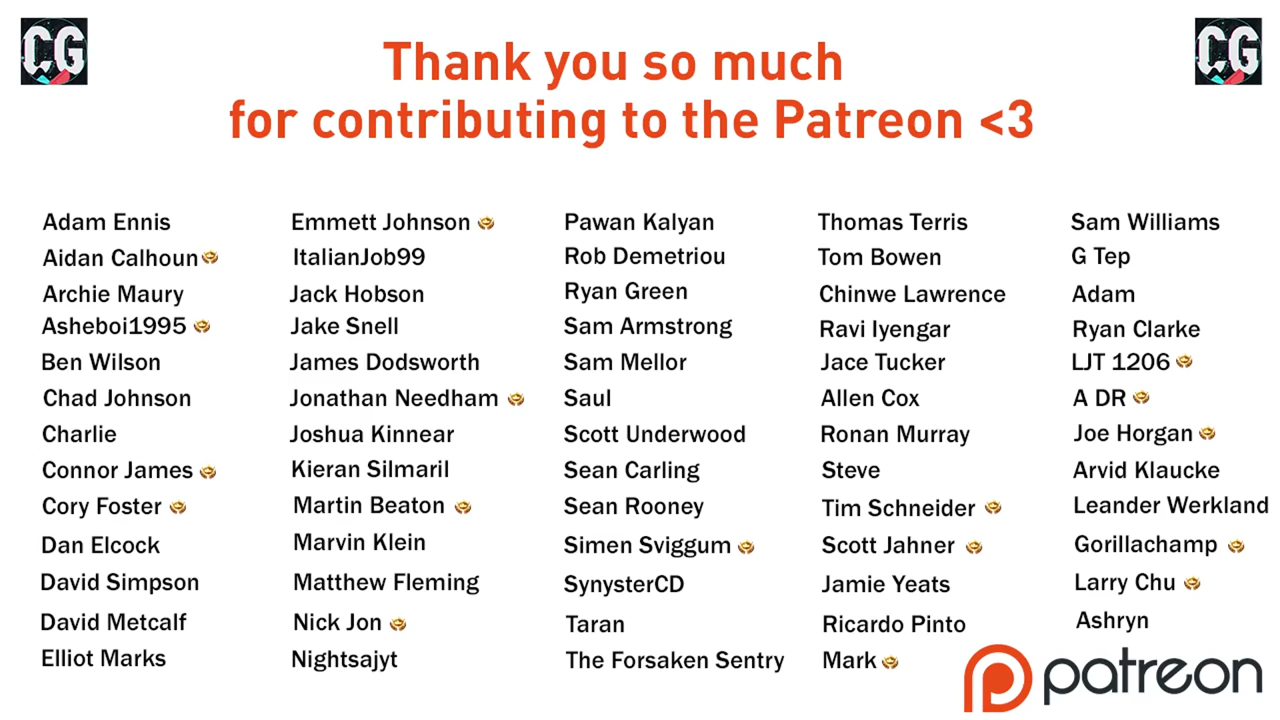 CG
CG
Thank you so much
for contributing to the Patreon <3
Adam Ennis
Aidan Calhoun
Archie Maury
Asheboi1995
Ben Wilson
Chad Johnson
Charlie
Connor James
Cory Foster
Dan Elcock
David Simpson
David Metcalf
Elliot Marks
Emmett Johnson
ItalianJob99
Jack Hobson
Jake Snell
James Dodsworth
Jonathan Needham
Joshua Kinnear
Kieran Silmaril
Martin Beaton
Marvin Klein
Matthew Fleming
Nick Jon
Nightsajyt
Pawan Kalyan
Rob Demetriou
Ryan Green
Sam Armstrong
Sam Mellor
Saul
Scott Underwood
Sean Carling
Sean Rooney
Simen Sviggum
SynysterCD
Taran
The Forsaken Sentry
Thomas Terris
Tom Bowen
Chinwe Lawrence
Ravi Iyengar
Jace Tucker
Allen Cox
Ronan Murray
Steve
Tim Schneider
Scott Jahner
Jamie Yeats
Ricardo Pinto
Mark
Sam Williams
G Tep
Adam
Ryan Clarke
LJT 1206
A DR
Joe Horgan
Arvid Klaucke
Leander Werkland
Gorillachamp
Larry Chu
Ashryn
patreon